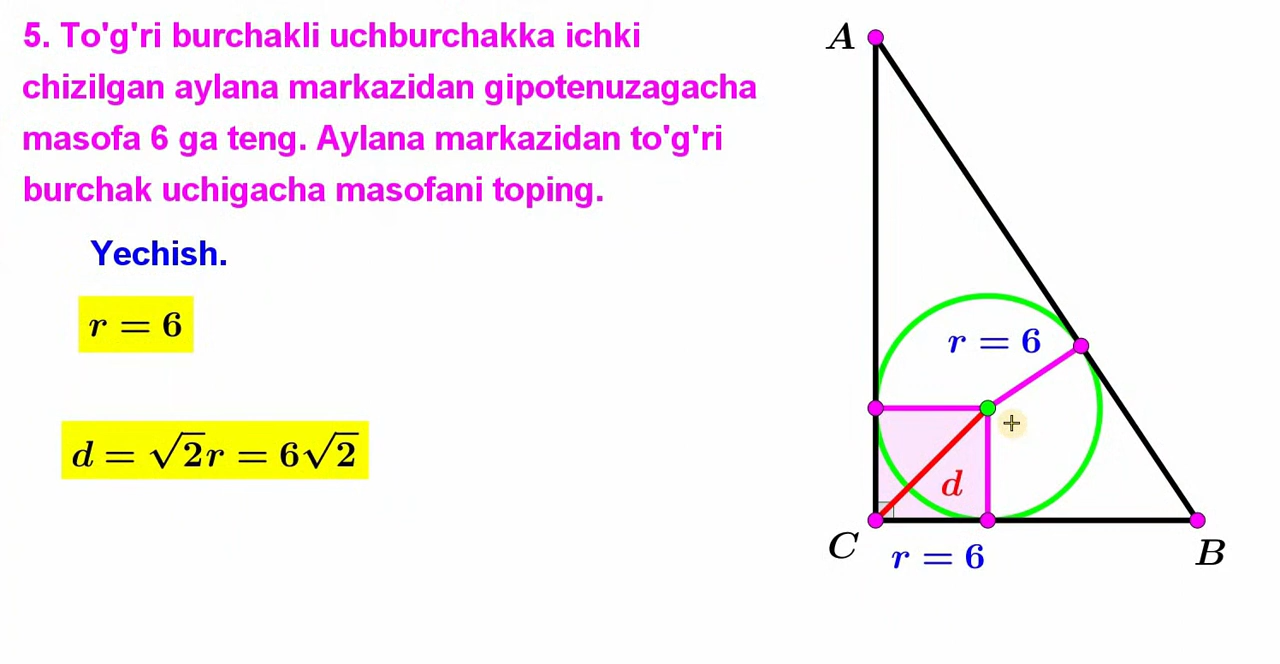 5. To'g'ri burchakli uchburchakka ichki
chizilgan aylana markazidan gipotenuzagacha
masofa 6 ga teng. Aylana markazidan to'g'ri
burchak uchigacha masofani toping.
Yechish.
r = 6
d = √2r = 6√2
A
r = 6
d
C
r = 6
B